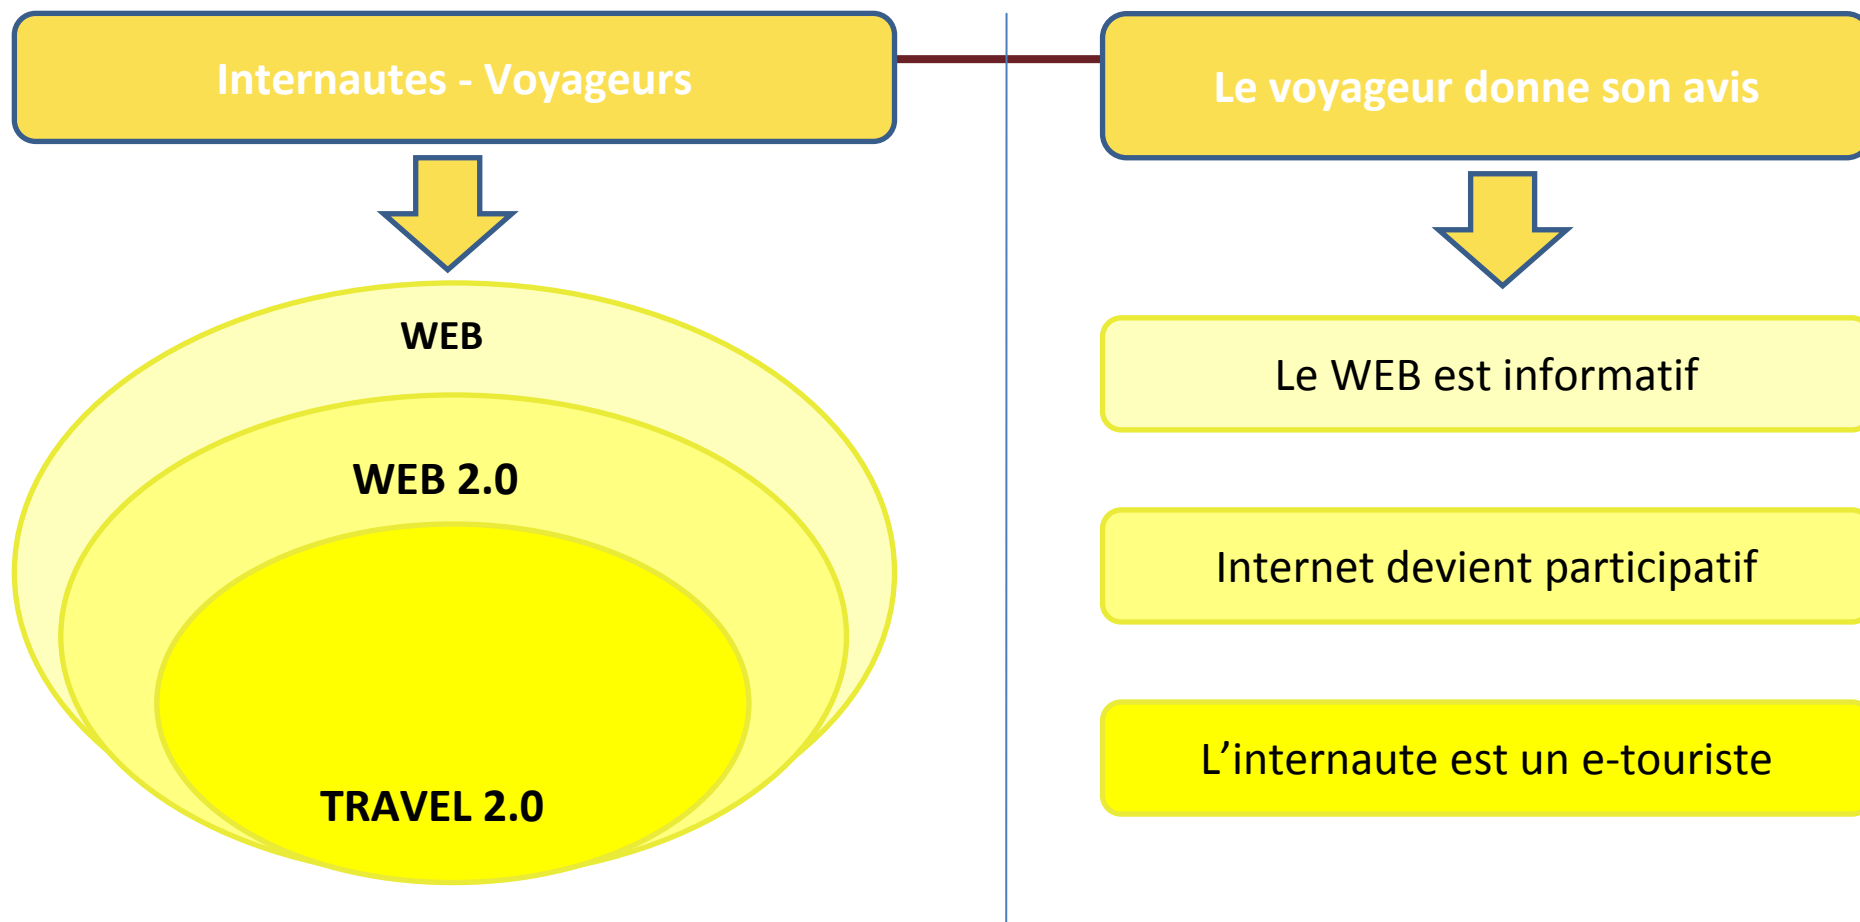 Internautes - Voyageurs
Le voyageur donne son avis
WEB
WEB 2.0
TRAVEL 2.0
Le WEB est informatif
Internet devient participatif
L’internaute est un e-touriste